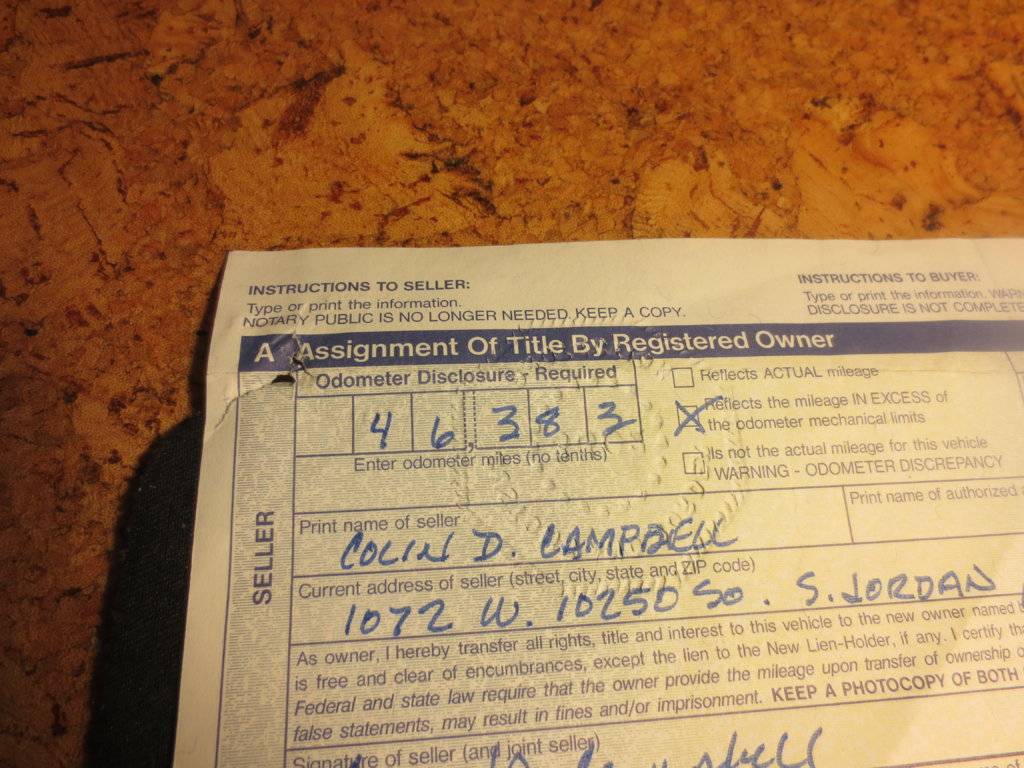 INSTRUCTIONS TO SELLER:
Type or print the information.
NOTARY PUBLIC IS NO LONGER NEEDED. KEEP A COPY.
INSTRUCTIONS TO BUYER:
Type or print the information. WARN
DISCLOSURE IS NOT COMPLETE
A Assignment Of Title By Registered Owner
Odometer Disclosure - Required
46,383
Enter odometer miles (no tenths)
Reflects ACTUAL mileage
X Reflects the mileage IN EXCESS of
the odometer mechanical limits
Is not the actual mileage for this vehicle
WARNING - ODOMETER DISCREPANCY
SELLER
Print name of seller
COLIN D. CAMPBELL
Print name of authorized
Current address of seller (street, city, state and ZIP code)
1072 W. 10250 So. S. JORDAN
As owner, I hereby transfer all rights, title and interest to this vehicle to the new owner named
is free and clear of encumbrances, except the lien to the New Lien-Holder, if any. I certify
Federal and state law require that the owner provide the mileage upon transfer of ownership
false statements, may result in fines and/or imprisonment. KEEP A PHOTOCOPY OF BOTH
Signature of seller (and joint seller)